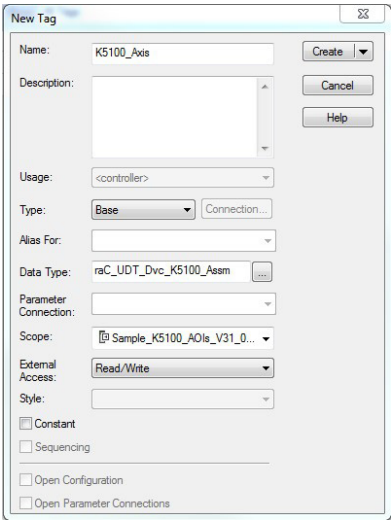 New Tag
Name: K5100_Axis Create
Description: Cancel
Help
Usage: <controller>
Type: Base Connection...
Alias For:
Data Type: raC_UDT_Dvc_K5100_Assm ...
Parameter
Connection:
Scope: Sample_K5100_AOIs_V31_0...
External
Access: Read/Write
Style:
Constant
Sequencing
Open Configuration
Open Parameter Connections